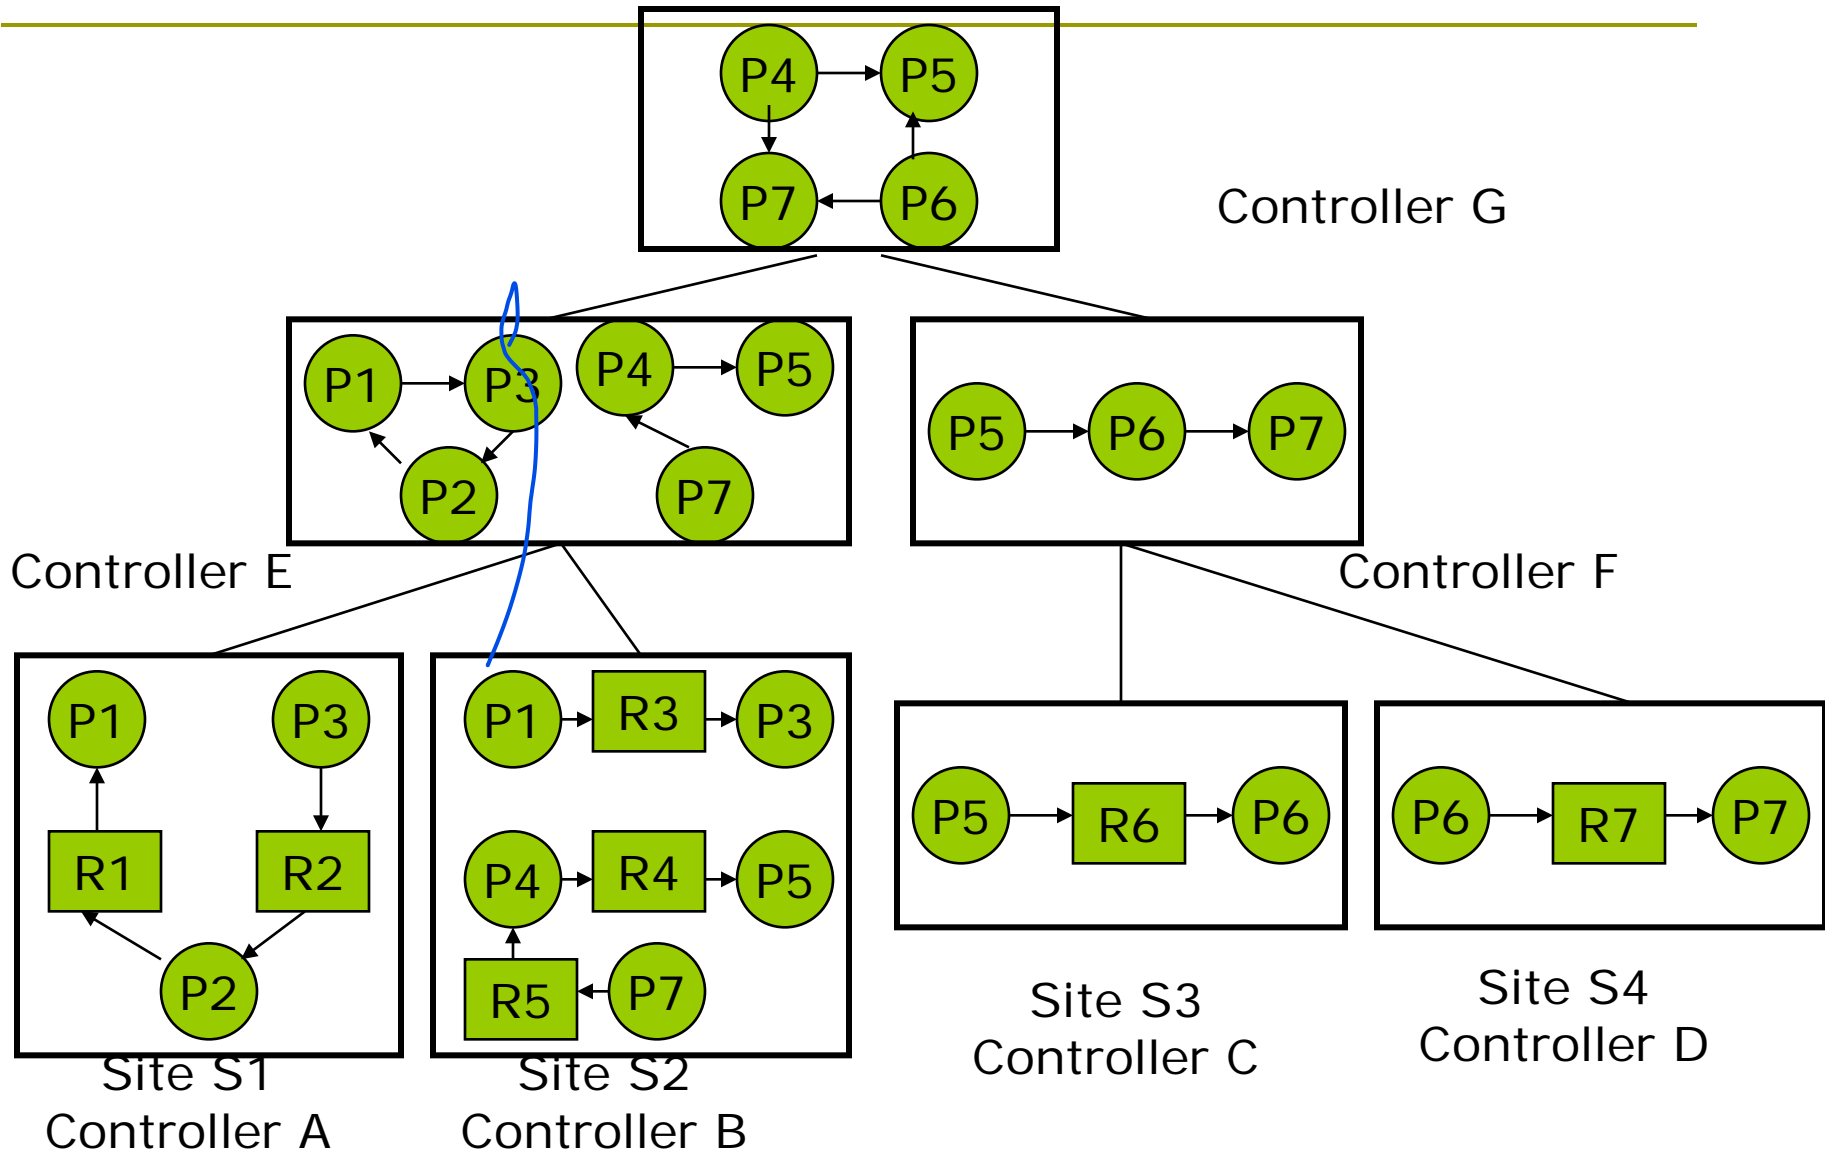 P4 P5
P7 P6
Controller G
P1 P3 P4 P5
P2 P7
P5 P6 P7
Controller E
Controller F
P1 P3
R1 R2
P2
Site S1
Controller A
P1 R3 P3
P4 R4 P5
R5 P7
Site S2
Controller B
P5 R6 P6
Site S3
Controller C
P6 R7 P7
Site S4
Controller D